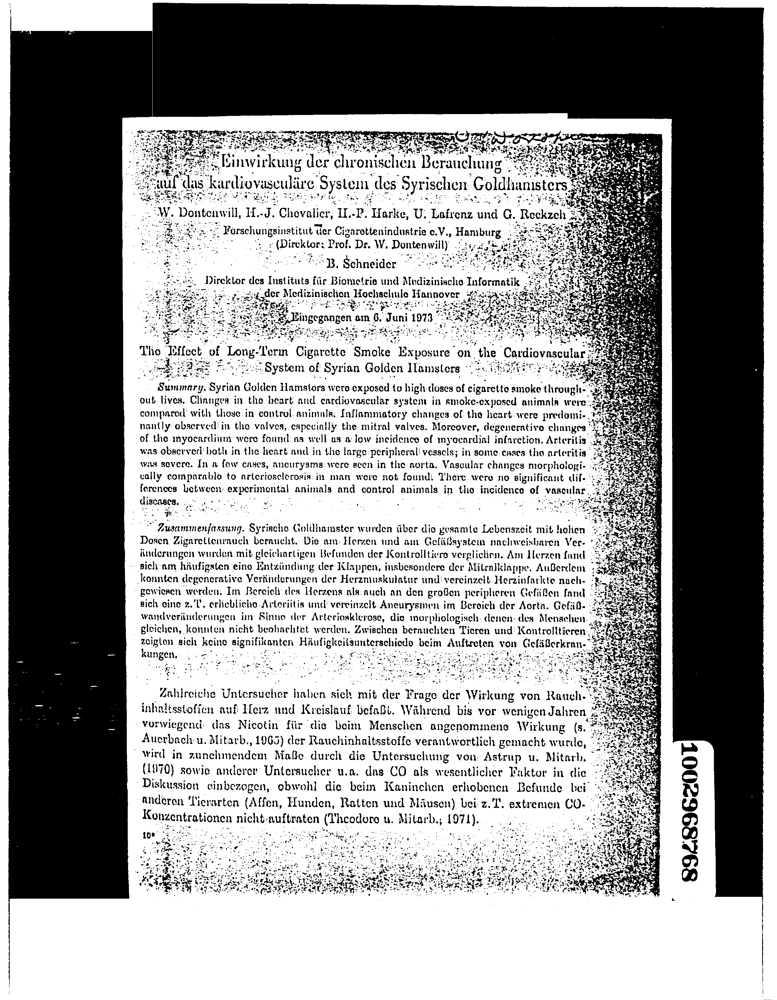 Einwirkung der chronischen Berauchung
auf das kardiovasculäre System des Syrischen Goldhamsters
W. Dontenwill, H.-J. Chevalier, H.-P. Harke, U. Lafrenz und G. Reckzeh
Forschungsinstitut der Cigarettenindustrie e.V., Hamburg
(Direktor: Prof. Dr. W. Dontenwill)
B. Schneider
Direktor des Instituts für Biometrie und Medizinische Informatik
der Medizinischen Hochschule Hannover
Eingegangen am 6. Juni 1973
The Effect of Long-Term Cigarette Smoke Exposure on the Cardiovascular
System of Syrian Golden Hamsters
Summary. Syrian Golden Hamsters were exposed to high doses of cigarette smoke through-
out lives. Changes in the heart and cardiovascular system in smoke-exposed animals were
compared with those in control animals. Inflammatory changes of the heart were predomi-
nantly observed in the valves, especially the mitral valves. Moreover, degenerative changes
of the myocardium were found as well as a low incidence of myocardial infarction. Arteritis
was observed both in the heart and in the large peripheral vessels; in some cases the arteritis
was severe. In a few cases, aneurysms were seen in the aorta. Vascular changes morphologi-
cally comparable to arteriosclerosis in man were not found. There were no significant dif-
ferences between experimental animals and control animals in the incidence of vascular
diseases.
Zusammenfassung. Syrische Goldhamster wurden über die gesamte Lebenszeit mit hohen
Dosen Zigarettenrauch beraucht. Die am Herzen und am Gefäßsystem nachweisbaren Ver-
änderungen wurden mit gleichartigen Befunden der Kontrolltiere verglichen. Am Herzen fand
sich am häufigsten eine Entzündung der Klappen, insbesondere der Mitralklappe. Außerdem
konnten degenerative Veränderungen der Herzmuskulatur und vereinzelt Herzinfarkte nach-
gewiesen werden. Im Bereich des Herzens als auch an den großen peripheren Gefäßen fand
sich eine z.T. erhebliche Arteriitis und vereinzelt Aneurysmen im Bereich der Aorta. Gefäß-
wandveränderungen im Sinne der Arteriosklerose, die morphologisch denen des Menschen
gleichen, konnten nicht beobachtet werden. Zwischen berauchten Tieren und Kontrolltieren
zeigten sich keine signifikanten Häufigkeitsunterschiede beim Auftreten von Gefäßerkran-
kungen.
Zahlreiche Untersucher haben sich mit der Frage der Wirkung von Rauch-
inhaltsstoffen auf Herz und Kreislauf befaßt. Während bis vor wenigen Jahren
vorwiegend das Nicotin für die beim Menschen angenommene Wirkung (s.
Auerbach u. Mitarb., 1965) der Rauchinhaltsstoffe verantwortlich gemacht wurde,
wird in zunehmendem Maße durch die Untersuchung von Astrup u. Mitarb.
(1970) sowie anderer Untersucher u.a. das CO als wesentlicher Faktor in die
Diskussion einbezogen, obwohl die beim Kaninchen erhobenen Befunde bei
anderen Tierarten (Affen, Hunden, Ratten und Mäusen) bei z.T. extremen CO-
Konzentrationen nicht auftraten (Theodore u. Mitarb., 1971).
10*
1002968768